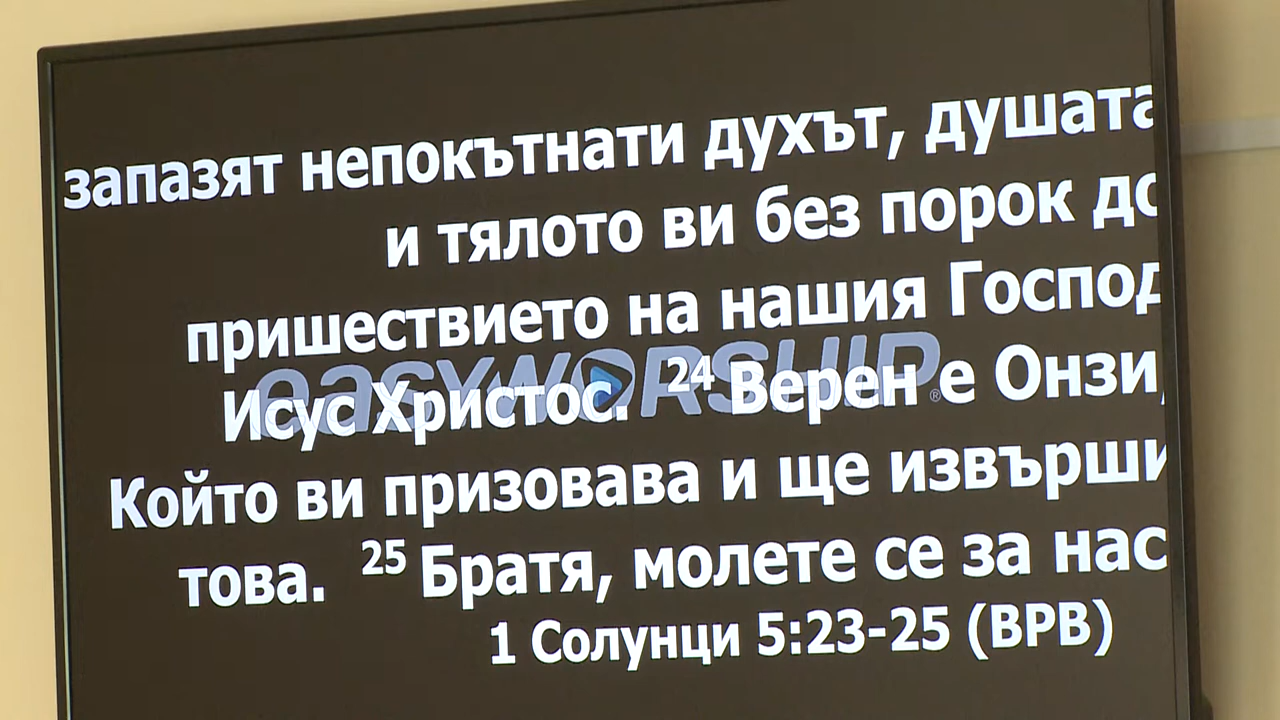 запазят непокътнати духът, душата
и тялото ви без порок до
пришествието на нашия Господ
Исус Христос. 24 Верен е Онзи,
Който ви призовава и ще извърши
това. 25 Братя, молете се за нас
1 Солунци 5:23-25 (ВРВ)
easyWORSHIP®